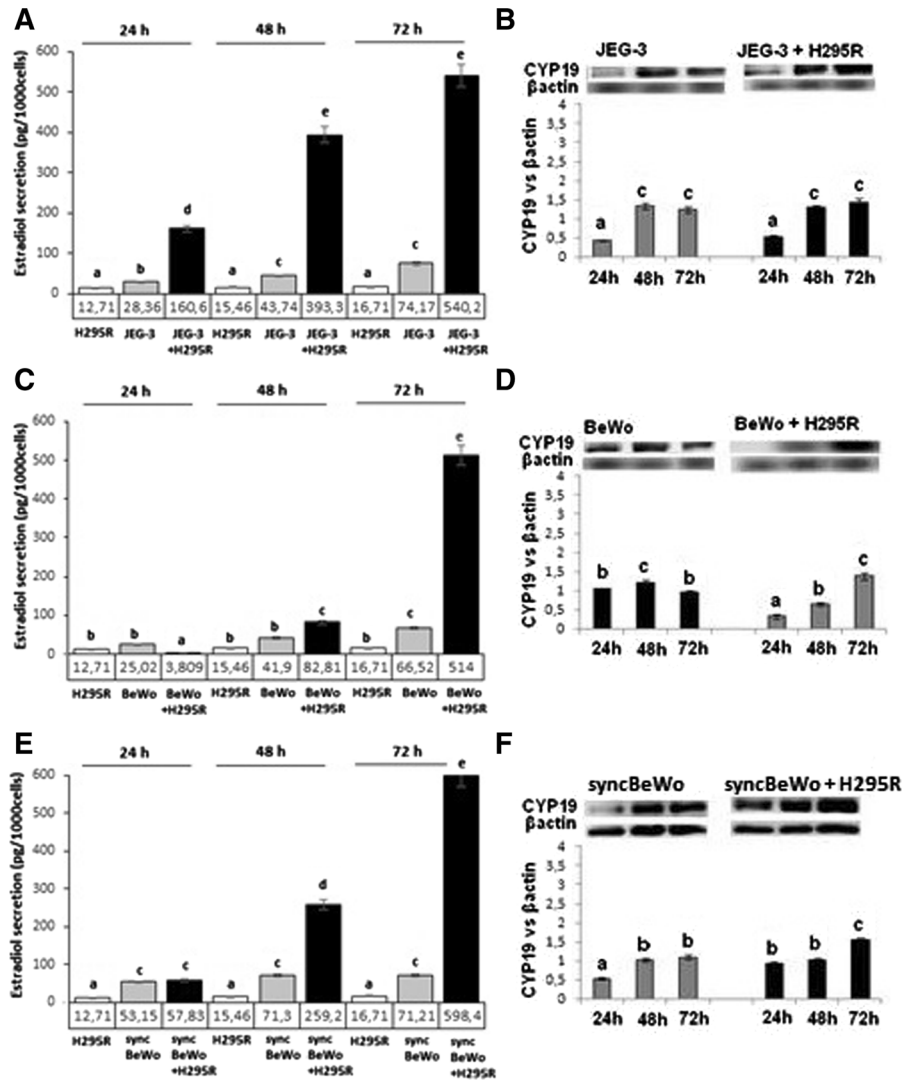 A
24 h 48 h 72 h
Estradiol secretion (pg/1000cells)
600
500
400
300
200
100
0
a b d a c e a c e
12,71 28,36 160,6 15,46 43,74 393,3 16,71 74,17 540,2
H295R JEG-3 JEG-3 +H295R H295R JEG-3 JEG-3 +H295R H295R JEG-3 JEG-3 +H295R
B
JEG-3 JEG-3 + H295R
CYP19
βactin
CYP19 vs βactin
4
3,5
3
2,5
2
1,5
1
0,5
0
a c c a c c
24h 48h 72h 24h 48h 72h
C
24 h 48 h 72 h
Estradiol secretion (pg/1000cells)
600
500
400
300
200
100
0
b b a b b c b c e
12,71 25,02 3,809 15,46 41,9 82,81 16,71 66,52 514
H295R BeWo BeWo +H295R H295R BeWo BeWo +H295R H295R BeWo BeWo +H295R
D
BeWo BeWo + H295R
CYP19
βactin
CYP19 vs βactin
4
3,5
3
2,5
2
1,5
1
0,5
0
b c b a b c
24h 48h 72h 24h 48h 72h
E
24 h 48 h 72 h
Estradiol secretion (pg/1000cells)
600
500
400
300
200
100
0
a c c a c d a c e
12,71 53,15 57,83 15,46 71,3 259,2 16,71 71,21 598,4
H295R sync BeWo sync BeWo +H295R H295R sync BeWo sync BeWo +H295R H295R sync BeWo sync BeWo +H295R
F
syncBeWo syncBeWo + H295R
CYP19
βactin
CYP19 vs βactin
4
3,5
3
2,5
2
1,5
1
0,5
0
a b b b b c
24h 48h 72h 24h 48h 72h